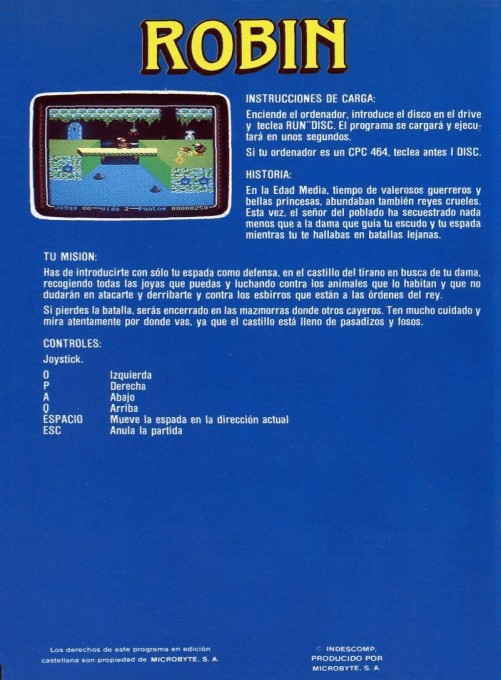 ROBIN
INSTRUCCIONES DE CARGA:
Enciende el ordenador, introduce el disco en el drive
y teclea RUN"DISC. El programa se cargará y ejecu-
tará en unos segundos.
Si tu ordenador es un CPC 464, teclea antes I DISC.
HISTORIA:
En la Edad Media, tiempo de valerosos guerreros y
bellas princesas, abundaban también reyes crueles.
Esta vez, el señor del poblado ha secuestrado nada
menos que a la dama que guía tu escudo y tu espada
mientras tu te hallabas en batallas lejanas.
TU MISION:
Has de introducirte con sólo tu espada como defensa, en el castillo del tirano en busca de tu dama,
recogiendo todas las joyas que puedas y luchando contra los animales que lo habitan y que no
dudarán en atacarte y derribarte y contra los esbirros que están a las órdenes del rey.
Si pierdes la batalla, serás encerrado en las mazmorras donde otros cayeros. Ten mucho cuidado y
mira atentamente por donde vas, ya que el castillo está lleno de pasadizos y fosos.
CONTROLES:
Joystick.
O Izquierda
P Derecha
A Abajo
Q Arriba
ESPACIO Mueve la espada en la dirección actual
ESC Anula la partida
Los derechos de este programa en edición
castellana son propiedad de MICROBYTE, S. A.
© INDESCOMP.
PRODUCIDO POR
MICROBYTE, S. A.